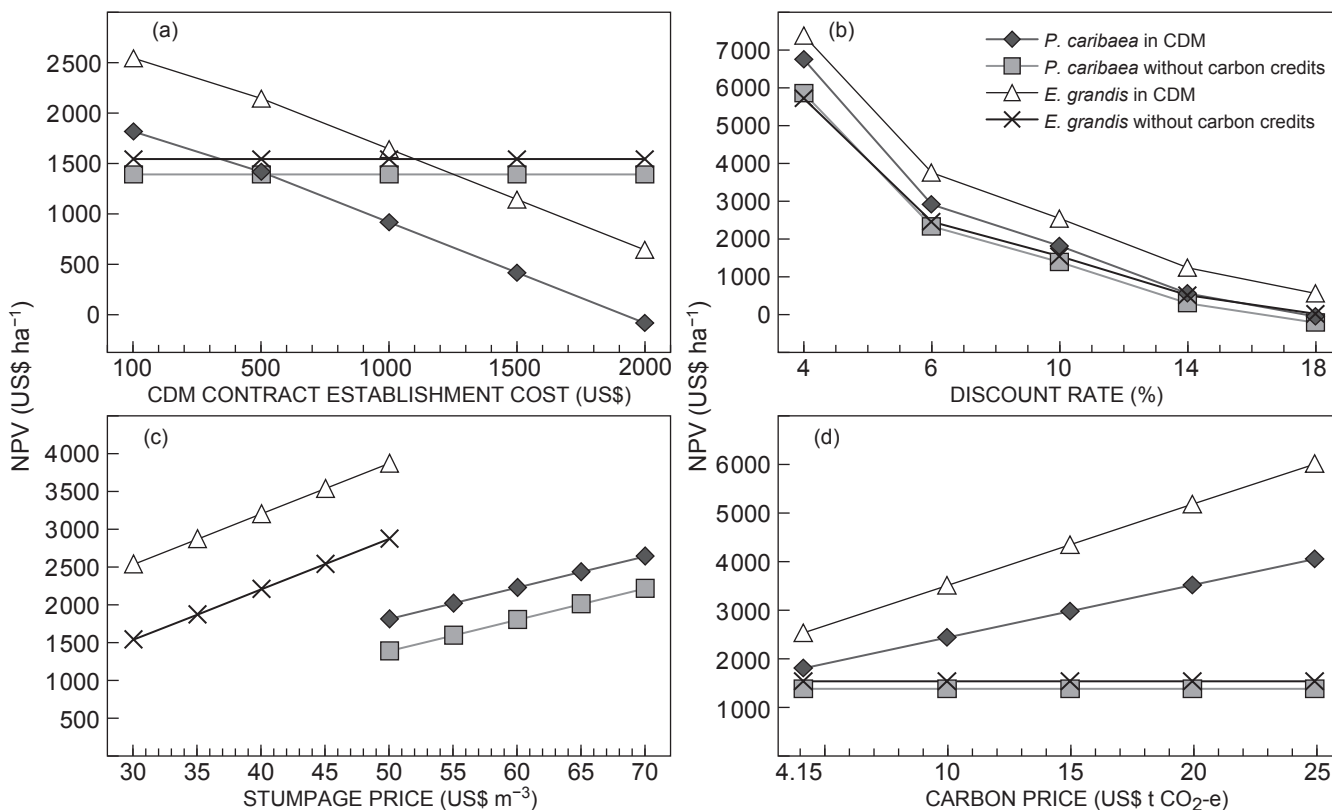 (a)
2500
2000
1500
1000
500
0
100 500 1000 1500 2000
CDM CONTRACT ESTABLISHMENT COST (US$)
NPV (US$ ha−1)
(b)
P. caribaea in CDM
P. caribaea without carbon credits
E. grandis in CDM
E. grandis without carbon credits
7000
6000
5000
4000
3000
2000
1000
0
4 6 10 14 18
DISCOUNT RATE (%)
NPV (US$ ha−1)
(c)
4000
3500
3000
2500
2000
1500
1000
500
30 35 40 45 50 55 60 65 70
STUMPAGE PRICE (US$ m−3)
(d)
6000
5000
4000
3000
2000
1000
4.15 10 15 20 25
CARBON PRICE (US$ t CO2-e)